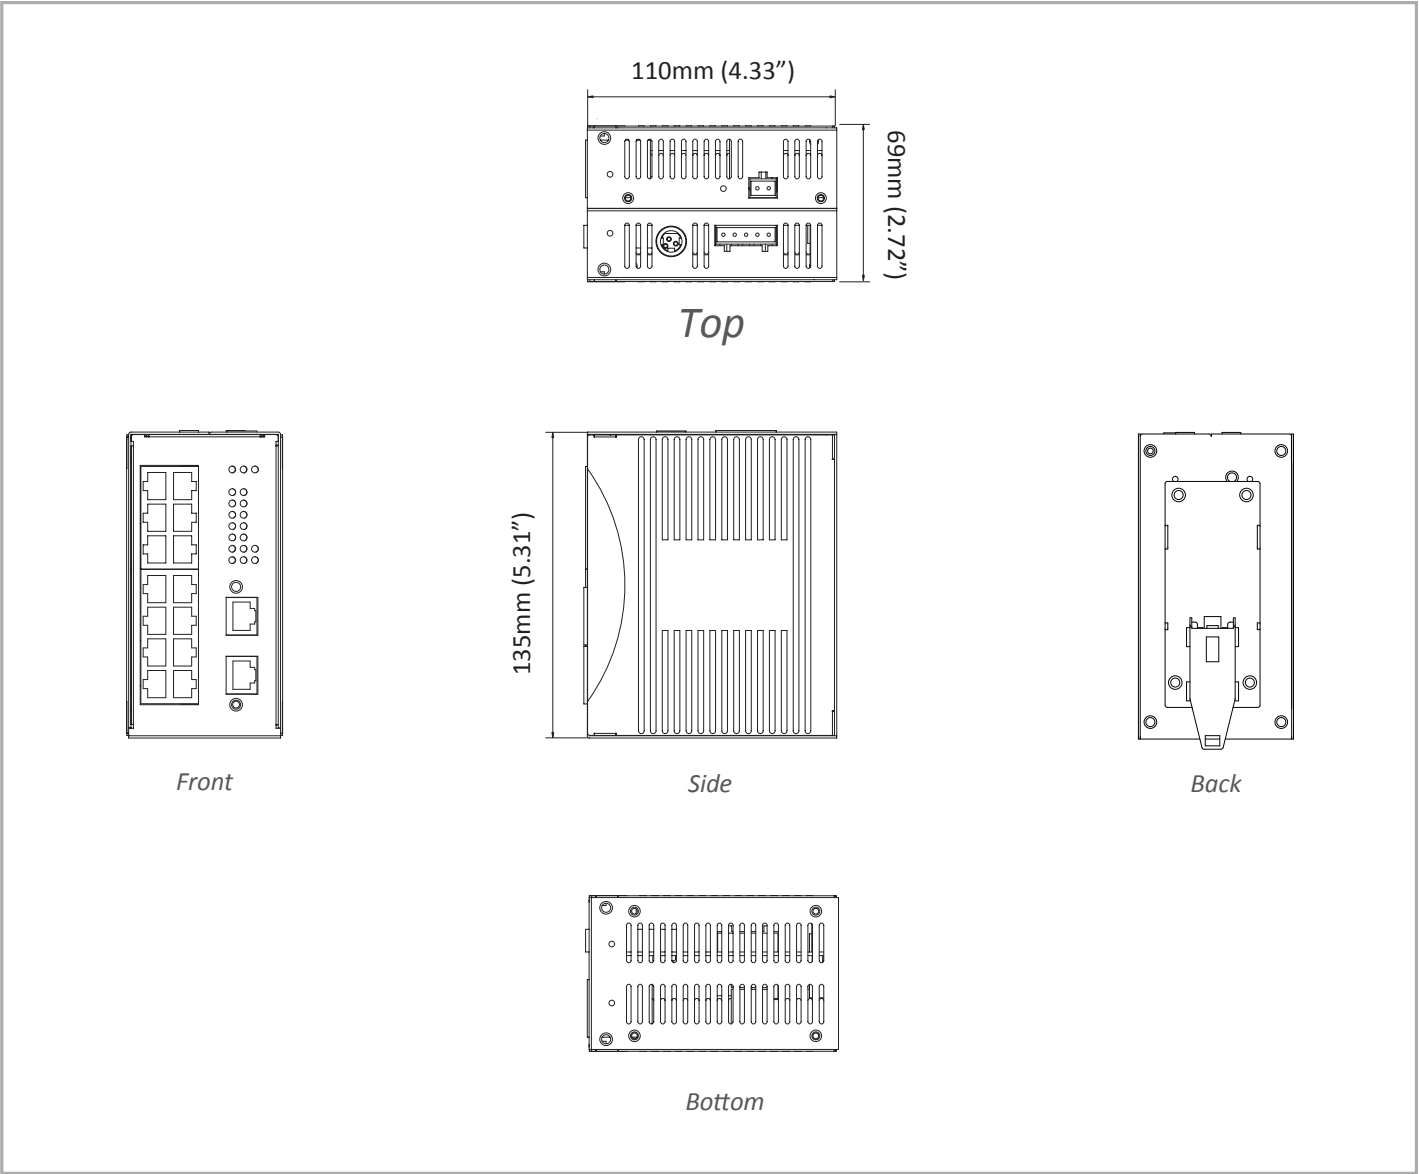 110mm (4.33”)
69mm (2.72”)
Top
135mm (5.31”)
Front
Side
Back
Bottom